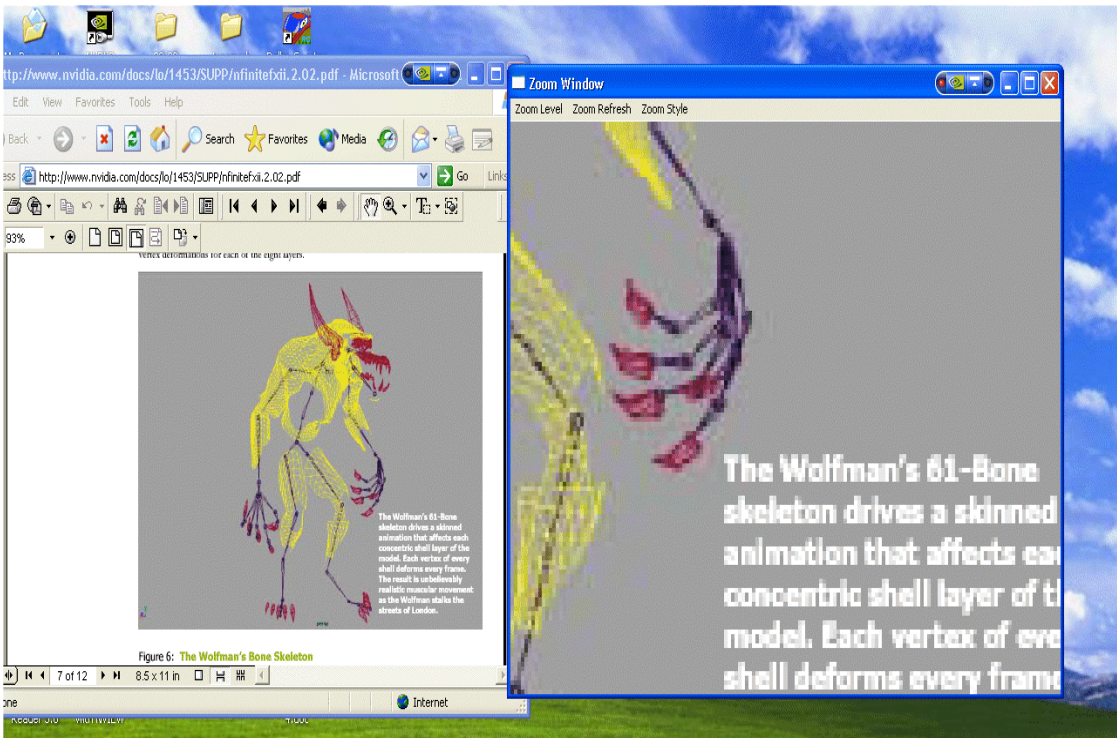 ttp://www.nvidia.com/docs/lo/1453/SUPP/nfinitefxii.2.02.pdf - Microsoft
Edit View Favorites Tools Help
Back Search Favorites Media
ess http://www.nvidia.com/docs/lo/1453/SUPP/nfinitefxii.2.02.pdf Go Links
93%
vertex deformations for each of the eight layers.
The Wolfman's 61-Bone
skeleton drives a skinned
animation that affects each
concentric shell layer of the
model. Each vertex of every
shell deforms every frame.
The result is unbelievably
realistic muscular movement
as the Wolfman stalks the
streets of London.
persp
Figure 6: The Wolfman's Bone Skeleton
7 of 12 8.5 x 11 in
one Internet
Zoom Window
Zoom Level Zoom Refresh Zoom Style
The Wolfman's 61-Bone
skeleton drives a skinned
animation that affects eac
concentric shell layer of t
model. Each vertex of eve
shell deforms every frame